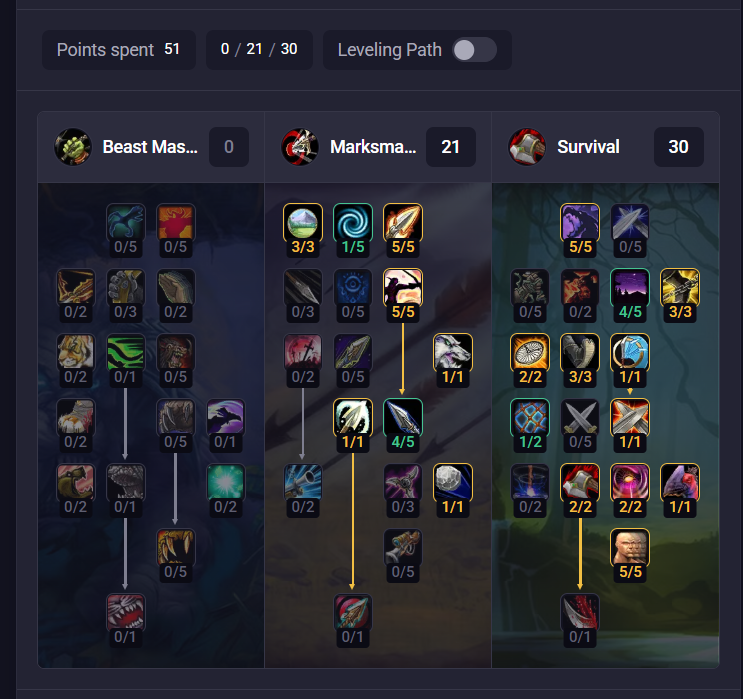 Points spent 51 0 / 21 / 30 Leveling Path
Beast Mas... 0 Marksma... 21 Survival 30
0/5 0/5 3/3 1/5 5/5 5/5 0/5
0/2 0/3 0/2 0/3 0/5 5/5 0/5 0/2 4/5 3/3
0/2 0/1 0/5 0/2 0/5 1/1 2/2 3/3 1/1
0/2 0/5 0/1 1/1 4/5 1/2 0/5 1/1
0/2 0/1 0/2 0/2 0/3 1/1 0/2 2/2 2/2 1/1
0/5 0/5 5/5
0/1 0/1 0/1